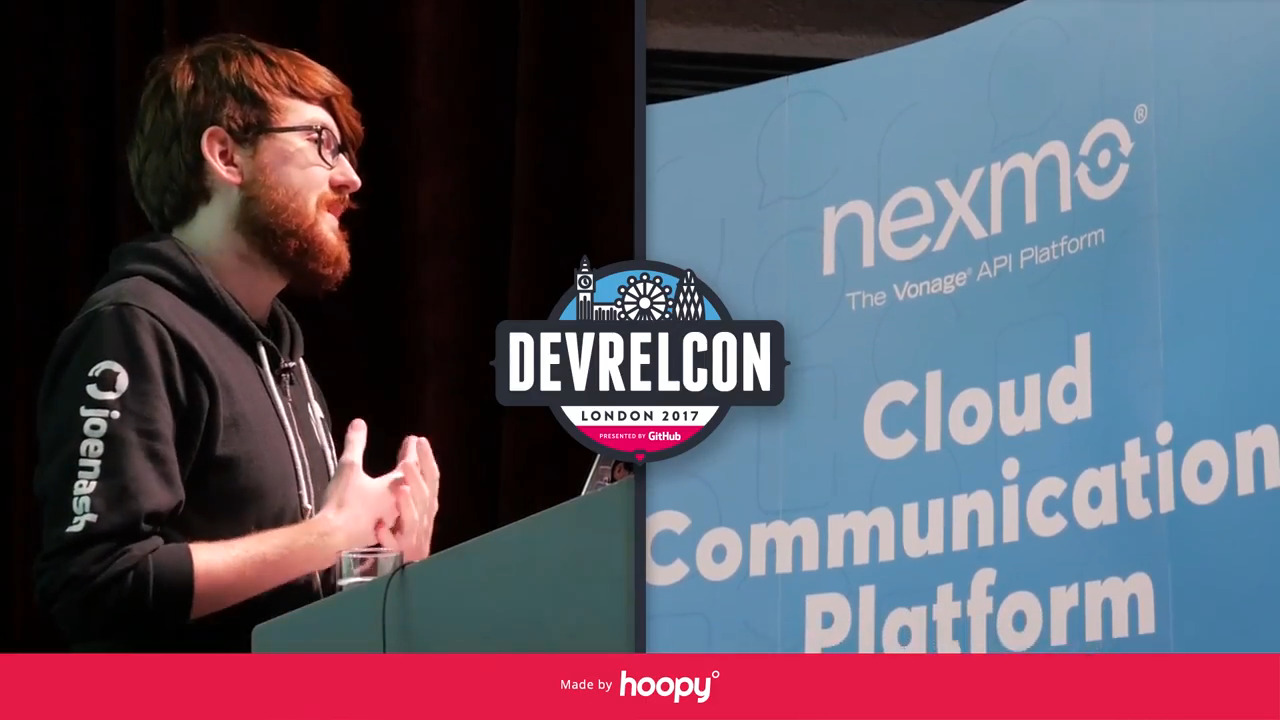 joenash
DEVRELCON
LONDON 2017
PRESENTED BY GitHub
nexmo®
The Vonage® API Platform
Cloud
Communication
Platform
Made by hoopy°